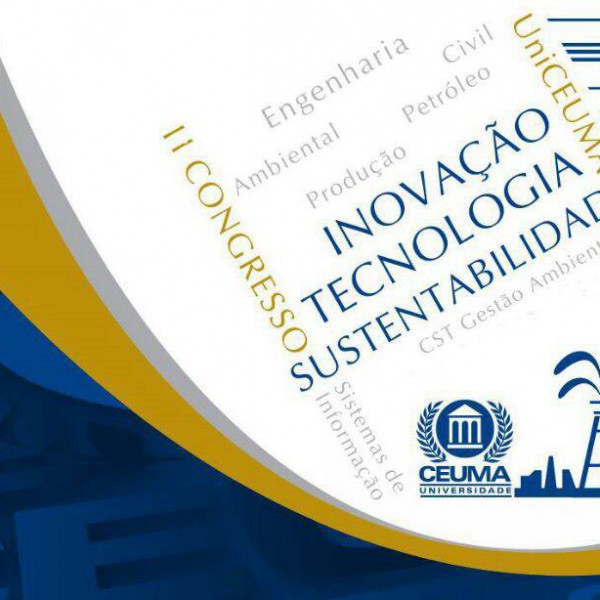 Engenharia
Civil
Ambiental
Petróleo
Produção
UniCEUMA
II CONGRESSO
INOVAÇÃO
TECNOLOGIA
SUSTENTABILIDAD
CST Gestão Ambient
Sistemas de
Informação
CEUMA
UNIVERSIDADE